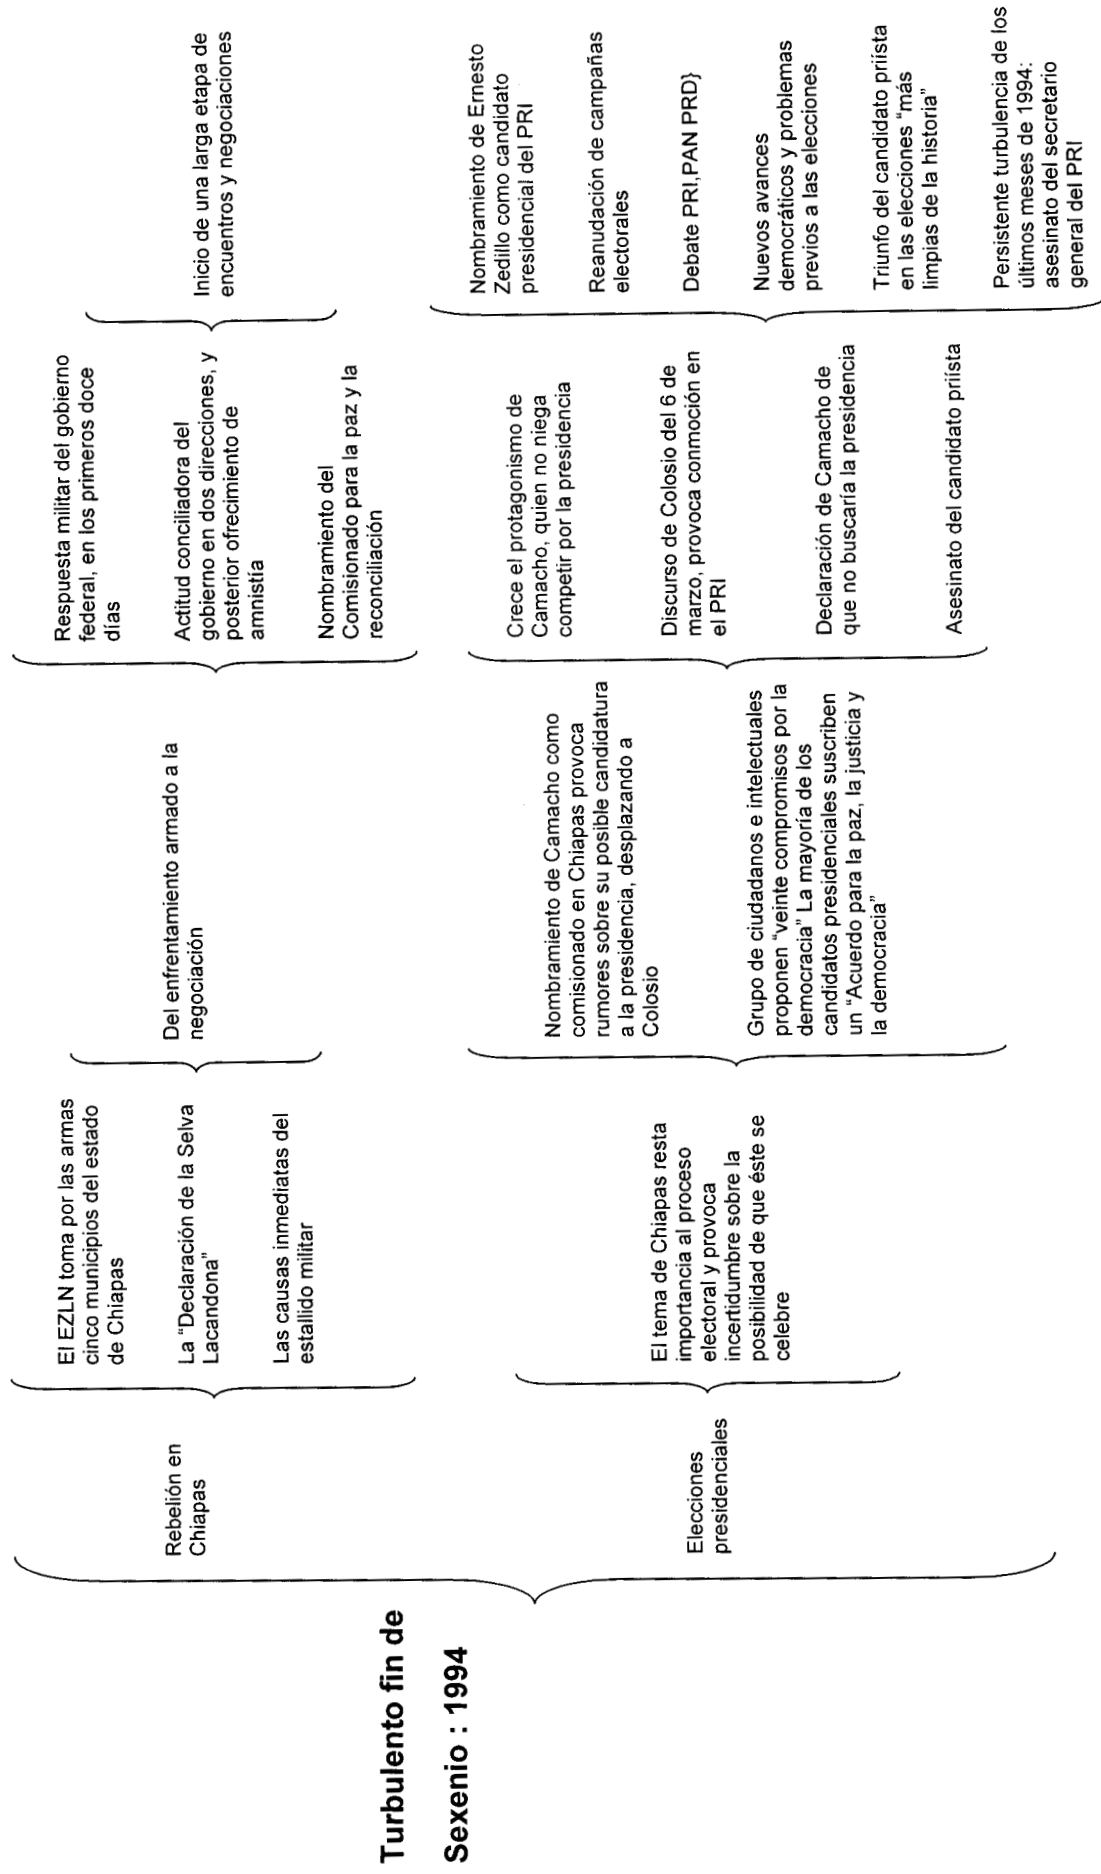 Turbulento fin de
Sexenio : 1994
Rebelión en
Chiapas
El EZLN toma por las armas
cinco municipios del estado
de Chiapas
La "Declaración de la Selva
Lacandona"
Las causas inmediatas del
estallido militar
Del enfrentamiento armado a la
negociación
Respuesta militar del gobierno
federal, en los primeros doce
días
Actitud conciliadora del
gobierno en dos direcciones, y
posterior ofrecimiento de
amnistía
Nombramiento del
Comisionado para la paz y la
reconciliación
Inicio de una larga etapa de
encuentros y negociaciones
Elecciones
presidenciales
El tema de Chiapas resta
importancia al proceso
electoral y provoca
incertidumbre sobre la
posibilidad de que éste se
celebre
Nombramiento de Camacho como
comisionado en Chiapas provoca
rumores sobre su posible candidatura
a la presidencia, desplazando a
Colosio
Grupo de ciudadanos e intelectuales
proponen "veinte compromisos por la
democracia" La mayoría de los
candidatos presidenciales suscriben
un "Acuerdo para la paz, la justicia y
la democracia"
Crece el protagonismo de
Camacho, quien no niega
competir por la presidencia
Discurso de Colosio del 6 de
marzo, provoca conmoción en
el PRI
Declaración de Camacho de
que no buscaría la presidencia
Asesinato del candidato priísta
Nombramiento de Ernesto
Zedillo como candidato
presidencial del PRI
Reanudación de campañas
electorales
Debate PRI,PAN PRD}
Nuevos avances
democráticos y problemas
previos a las elecciones
Triunfo del candidato priísta
en las elecciones "más
limpias de la historia"
Persistente turbulencia de los
últimos meses de 1994:
asesinato del secretario
general del PRI